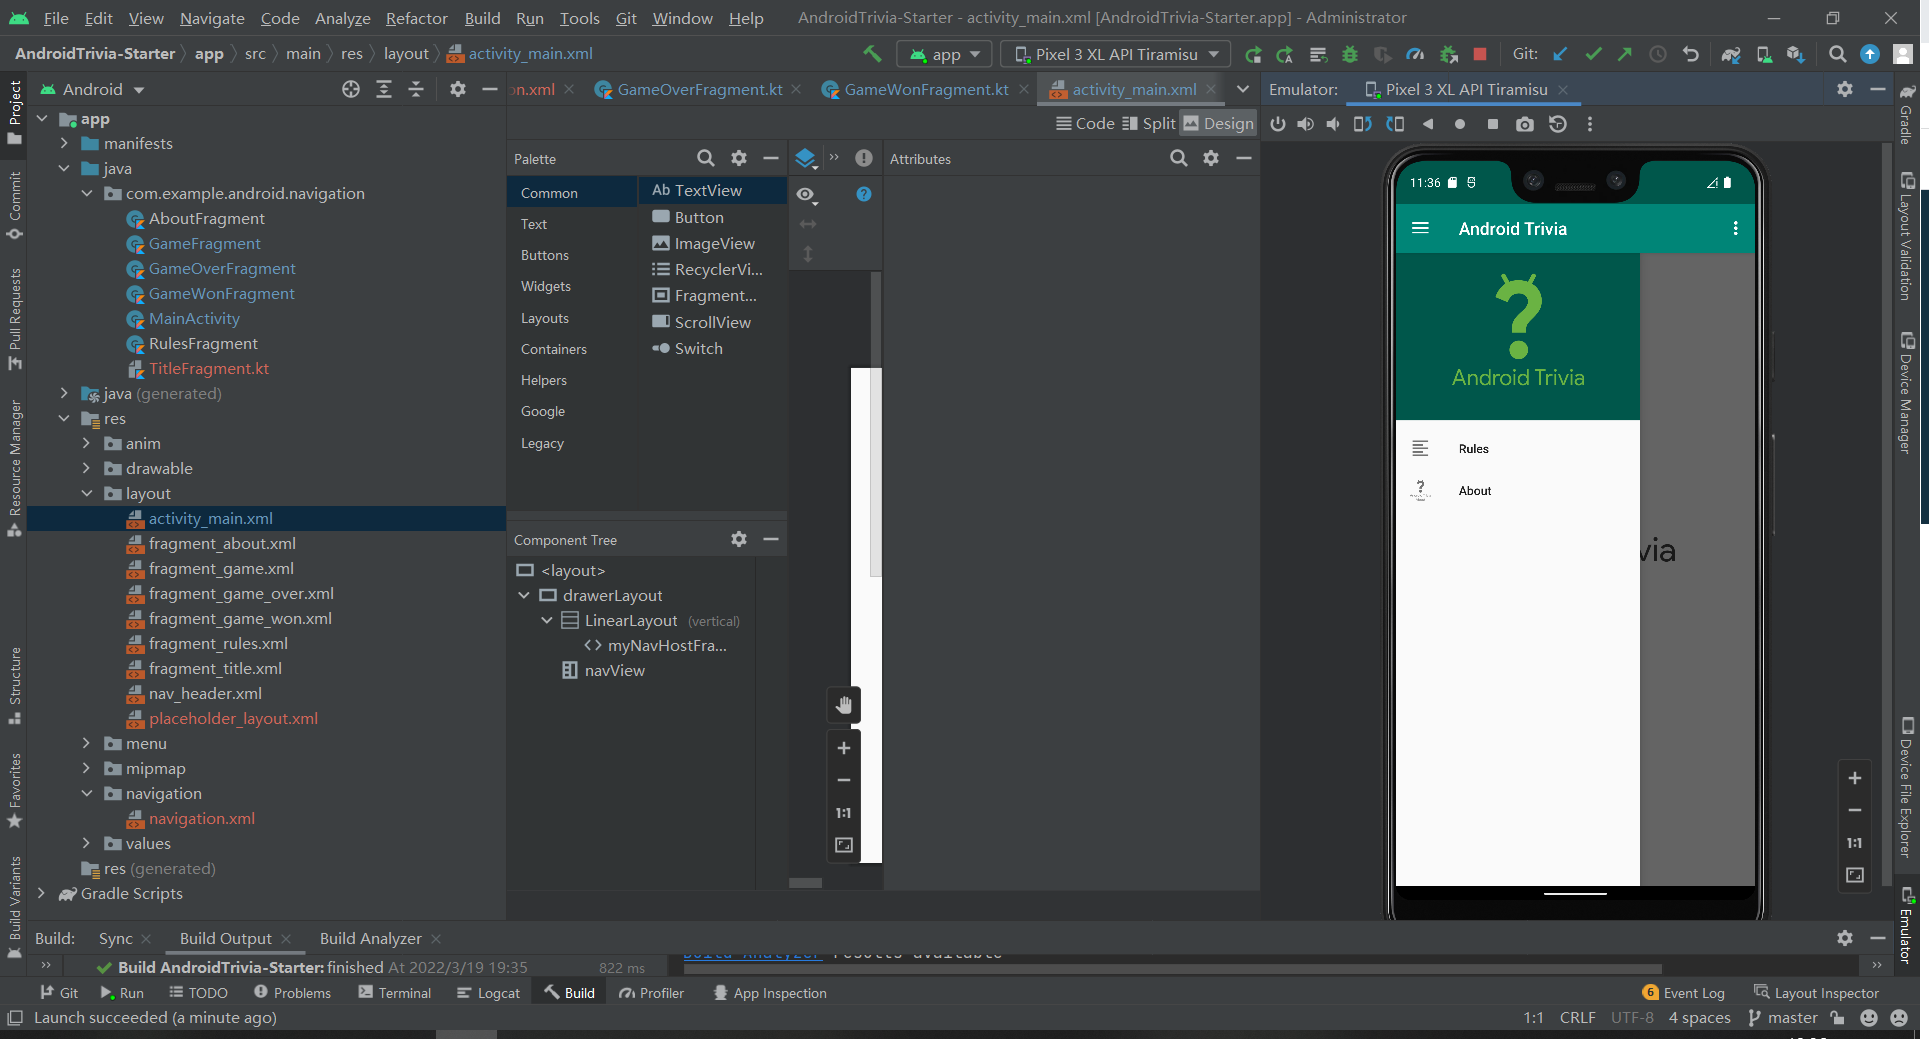 File Edit View Navigate Code Analyze Refactor Build Run Tools Git Window Help AndroidTrivia-Starter - activity_main.xml [AndroidTrivia-Starter.app] - Administrator
AndroidTrivia-Starter app src main res layout activity_main.xml app Pixel 3 XL API Tiramisu Git:
Android
on.xml GameOverFragment.kt GameWonFragment.kt activity_main.xml
Emulator: Pixel 3 XL API Tiramisu
Code Split Design
Project
Commit
Pull Requests
Resource Manager
Structure
Favorites
Build Variants
app
manifests
java
com.example.android.navigation
AboutFragment
GameFragment
GameOverFragment
GameWonFragment
MainActivity
RulesFragment
TitleFragment.kt
java (generated)
res
anim
drawable
layout
activity_main.xml
fragment_about.xml
fragment_game.xml
fragment_game_over.xml
fragment_game_won.xml
fragment_rules.xml
fragment_title.xml
nav_header.xml
placeholder_layout.xml
menu
mipmap
navigation
navigation.xml
values
res (generated)
Gradle Scripts
Palette
Common
Text
Buttons
Widgets
Layouts
Containers
Helpers
Google
Legacy
Ab TextView
Button
ImageView
RecyclerVi...
Fragment...
ScrollView
Switch
Component Tree
<layout>
drawerLayout
LinearLayout (vertical)
myNavHostFra...
navView
1:1
Attributes
11:36
Android Trivia
Android Trivia
Rules
About
via
1:1
Gradle
Layout Validation
Device Manager
Device File Explorer
Emulator
Build: Sync Build Output Build Analyzer
Build AndroidTrivia-Starter: finished At 2022/3/19 19:35 822 ms
Build Analyzer results available
Git Run TODO Problems Terminal Logcat Build Profiler App Inspection 6 Event Log Layout Inspector
Launch succeeded (a minute ago) 1:1 CRLF UTF-8 4 spaces master